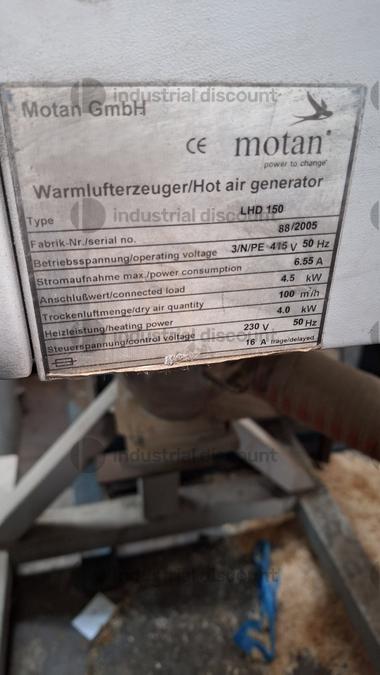 industrial discount
Motan GmbH
CE motan®
power to change®
Warmlufterzeuger/Hot air generator
Type LHD 150
industrial discount
Fabrik-Nr./serial no. 88/2005
Betriebsspannung/operating voltage 3/N/PE 415 V 50 Hz
Stromaufnahme max./power consumption 6.55 A
Anschlußwert/connected load 4.5 kW
Trockenluftmenge/dry air quantity 100 m³/h
Heizleistung/heating power 4.0 kW
Steuerspannung/control voltage 230 V 50 Hz
industrial discount
16 A träge/delayed
industrial discount
industrial discount